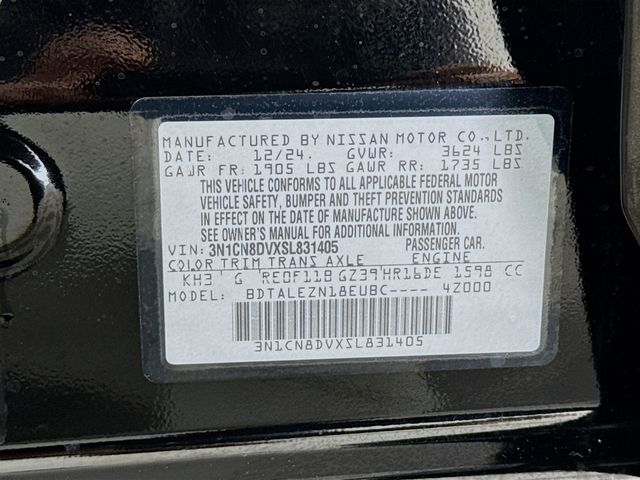 MANUFACTURED BY NISSAN MOTOR CO., LTD.
DATE: 12/24. GVWR: 3624 LBS
GAWR FR: 1905 LBS GAWR RR: 1735 LBS
THIS VEHICLE CONFORMS TO ALL APPLICABLE FEDERAL MOTOR
VEHICLE SAFETY, BUMPER AND THEFT PREVENTION STANDARDS
IN EFFECT ON THE DATE OF MANUFACTURE SHOWN ABOVE.
SEE OWNER'S MANUAL FOR ADDITIONAL INFORMATION.
VIN: 3N1CN8DVXSL831405 PASSENGER CAR.
COLOR TRIM TRANS AXLE ENGINE
KH3 G RE0F11B GZ39 HR16DE 1598 CC
MODEL: BDTALEZN18EUBC---- 4Z000
3N1CN8DVXSL831405